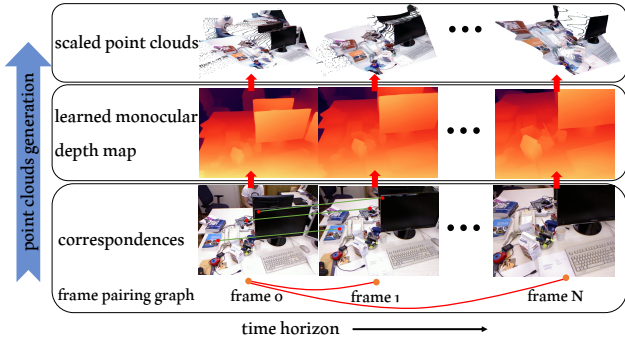 scaled point clouds
learned monocular
depth map
point clouds generation
correspondences
frame pairing graph
frame 0
frame 1
frame N
time horizon